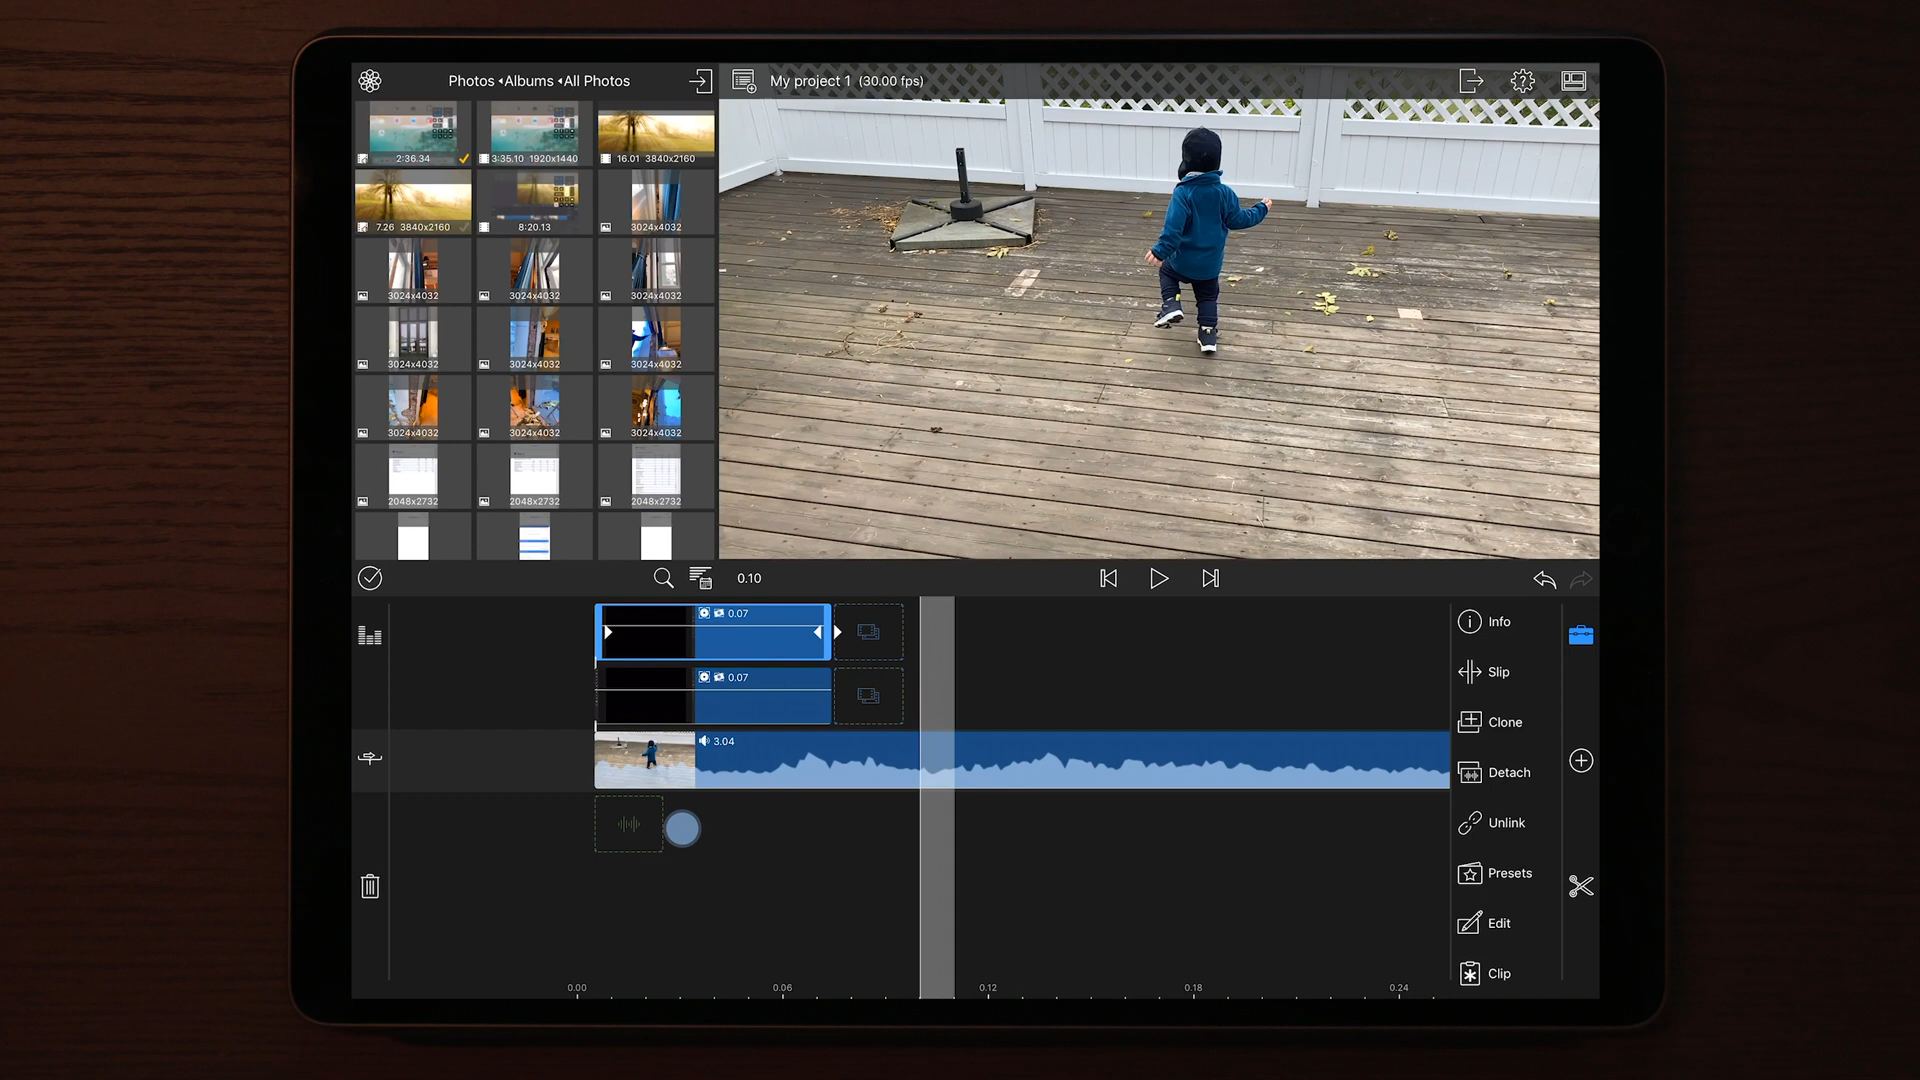 Photos ◂Albums ◂All Photos
My project 1 (30.00 fps)
2:36.34
3:35.10 1920x1440
16.01 3840x2160
7.26 3840x2160
8:20.13
3024x4032
3024x4032
3024x4032
3024x4032
3024x4032
3024x4032
3024x4032
3024x4032
3024x4032
3024x4032
2048x2732
2048x2732
2048x2732
0.10
0.07
0.07
3.04
Info
Slip
Clone
Detach
Unlink
Presets
Edit
Clip
0.00
0.06
0.12
0.18
0.24